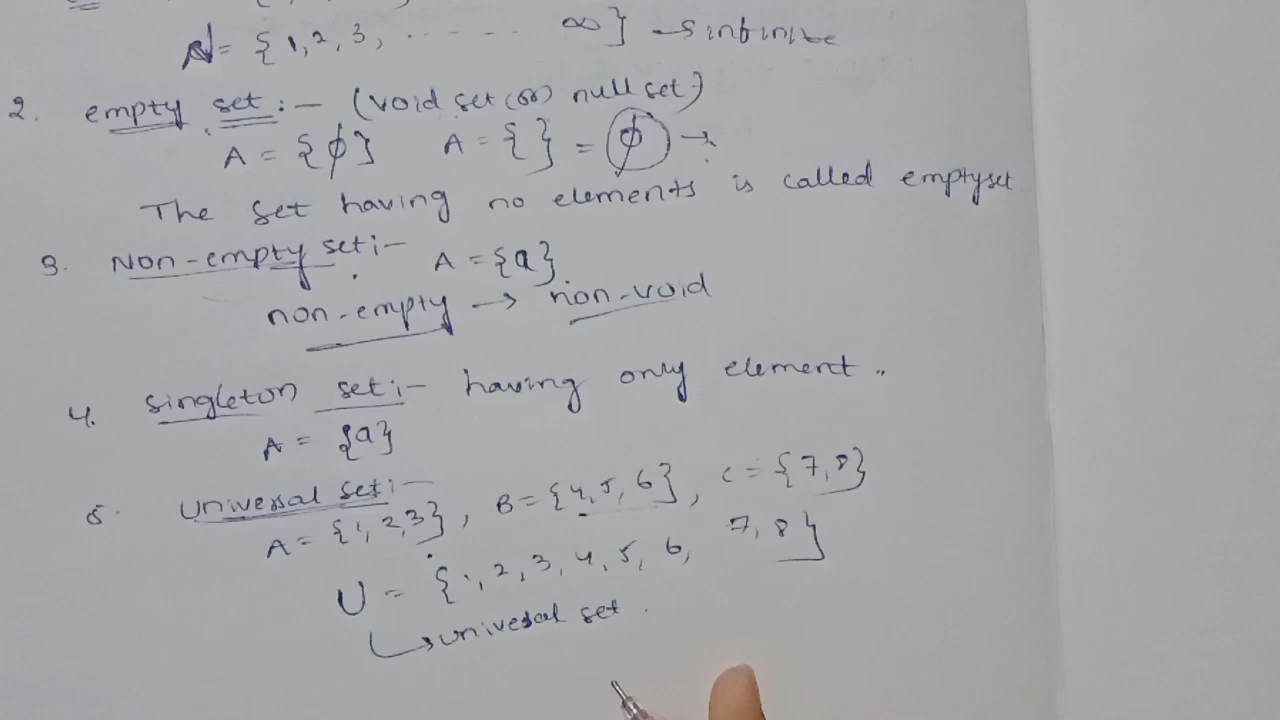 N = {1, 2, 3, ...... ∞} → infinite
2. empty set :- (void set (or) null set)
A = {ϕ} A = { } = ϕ →
The set having no elements is called emptyset
3. Non-empty set :- A = {a}
non-empty → non-void
4. singleton set :- having only element ..
A = {a}
5. universal set :-
A = {1, 2, 3}, B = {4, 5, 6}, C = {7, 8}
U = {1, 2, 3, 4, 5, 6, 7, 8}
↳ univesal set.